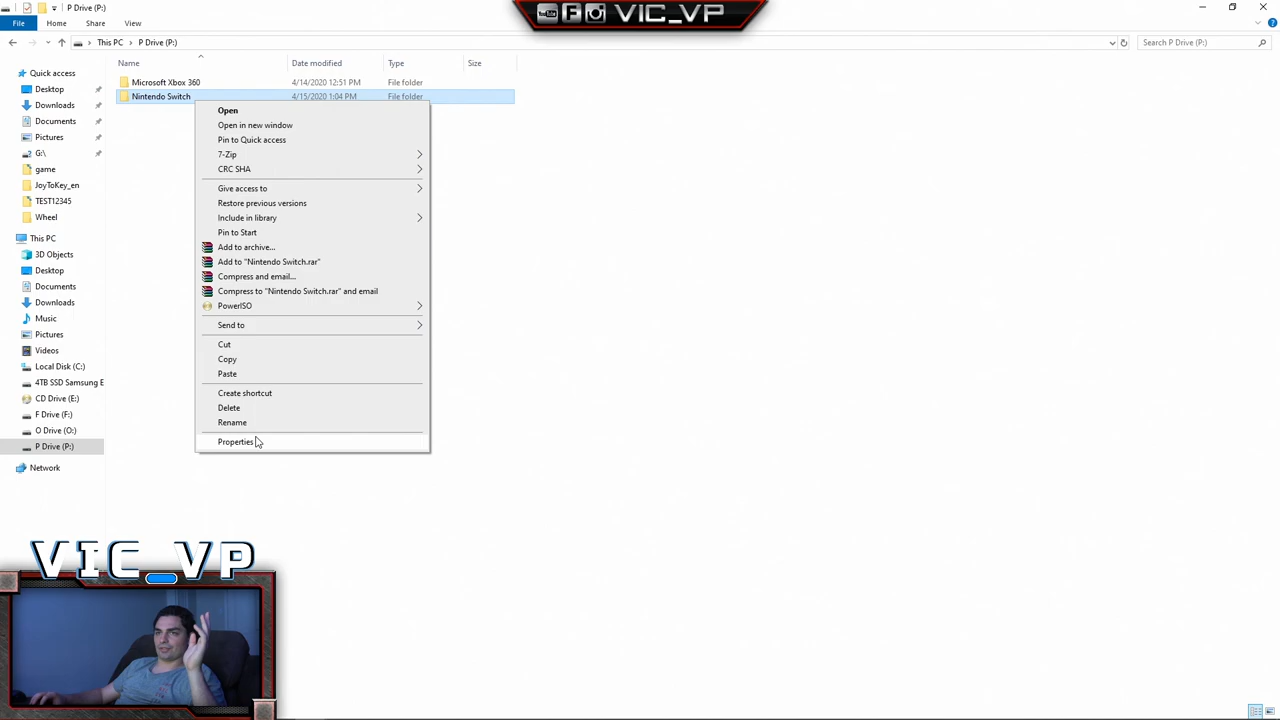 P Drive (P:)
VIC_VP
File
Home
Share
View
This PC
P Drive (P:)
Search P Drive (P:)
Name
Date modified
Type
Size
Quick access
Desktop
Downloads
Documents
Pictures
G:\
game
JoyToKey_en
TEST12345
Wheel
This PC
3D Objects
Desktop
Documents
Downloads
Music
Pictures
Videos
Local Disk (C:)
4TB SSD Samsung E
CD Drive (E:)
F Drive (F:)
O Drive (O:)
P Drive (P:)
Network
Microsoft Xbox 360
4/14/2020 12:51 PM
File folder
Nintendo Switch
4/15/2020 1:04 PM
File folder
Open
Open in new window
Pin to Quick access
7-Zip
CRC SHA
Give access to
Restore previous versions
Include in library
Pin to Start
Add to archive...
Add to "Nintendo Switch.rar"
Compress and email...
Compress to "Nintendo Switch.rar" and email
PowerISO
Send to
Cut
Copy
Paste
Create shortcut
Delete
Rename
Properties
VIC_VP